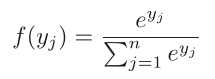 f(y_j) = \frac{e^{y_j}}{\sum_{j=1}^{n} e^{y_j}}